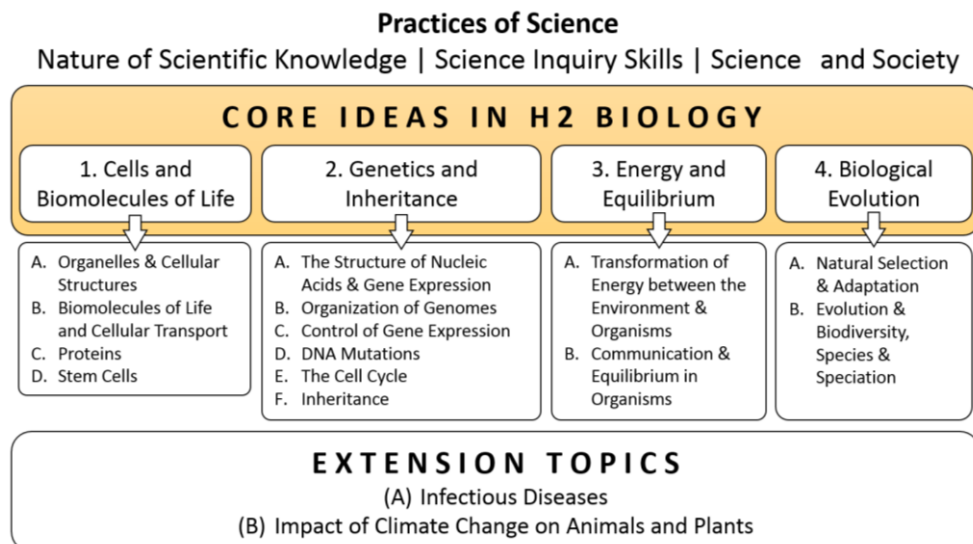 Practices of Science
Nature of Scientific Knowledge | Science Inquiry Skills | Science and Society
CORE IDEAS IN H2 BIOLOGY
1. Cells and
Biomolecules of Life
2. Genetics and
Inheritance
3. Energy and
Equilibrium
4. Biological
Evolution
A. Organelles & Cellular
Structures
B. Biomolecules of Life
and Cellular Transport
C. Proteins
D. Stem Cells
A. The Structure of Nucleic
Acids & Gene Expression
B. Organization of Genomes
C. Control of Gene Expression
D. DNA Mutations
E. The Cell Cycle
F. Inheritance
A. Transformation of
Energy between the
Environment &
Organisms
B. Communication &
Equilibrium in
Organisms
A. Natural Selection
& Adaptation
B. Evolution &
Biodiversity,
Species &
Speciation
EXTENSION TOPICS
(A) Infectious Diseases
(B) Impact of Climate Change on Animals and Plants